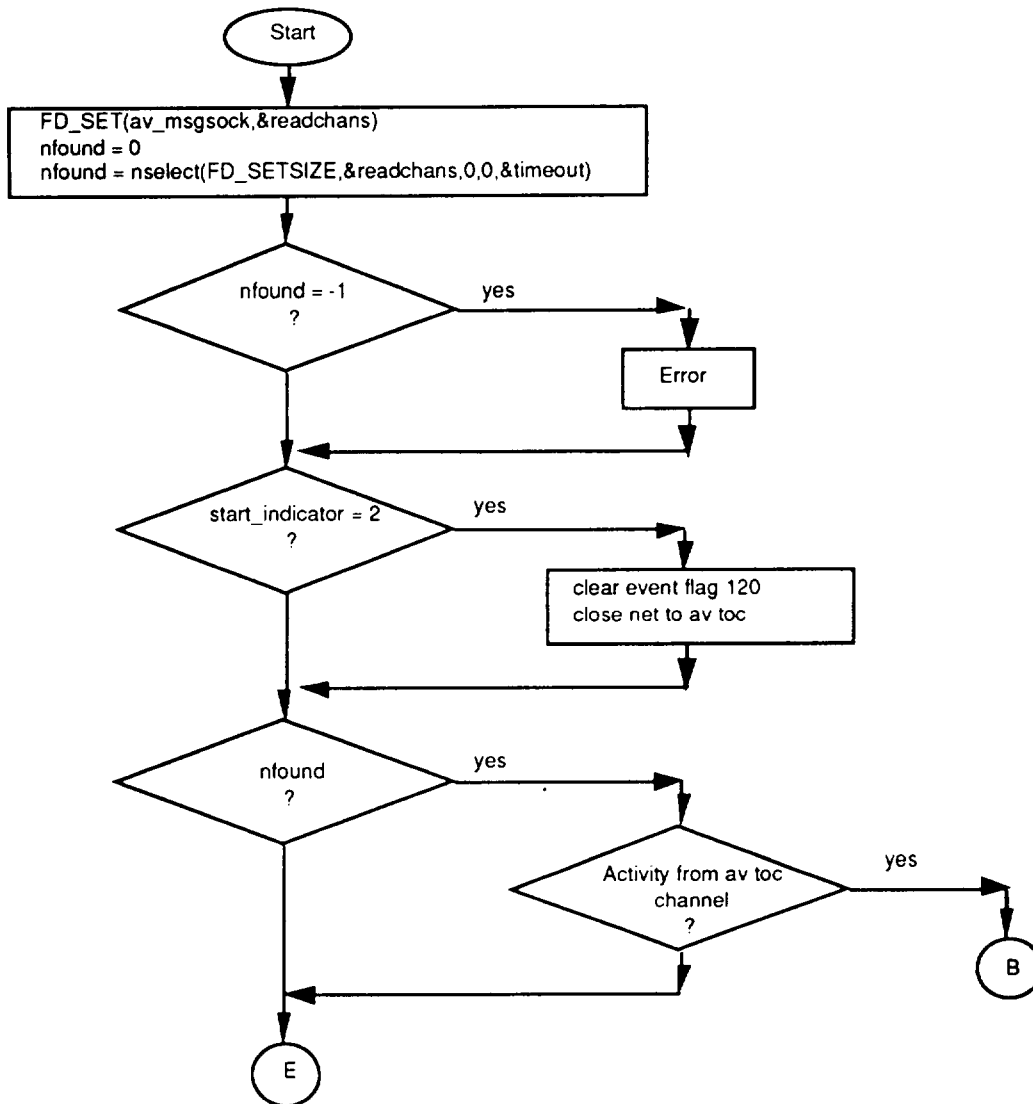 Start
FD_SET(av_msgsock,&readchans)
nfound = 0
nfound = nselect(FD_SETSIZE,&readchans,0,0,&timeout)
nfound = -1
?
yes
Error
start_indicator = 2
?
yes
clear event flag 120
close net to av toc
nfound
?
yes
Activity from av toc
channel
?
yes
B
E